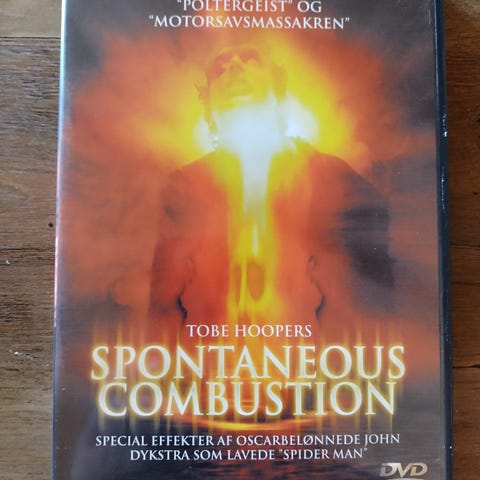 "POLTERGEIST" OG
"MOTORSAVSMASSAKREN"
TOBE HOOPERS
SPONTANEOUS
COMBUSTION
SPECIAL EFFEKTER AF OSCARBELØNNEDE JOHN
DYKSTRA SOM LAVEDE "SPIDER MAN"
DVD